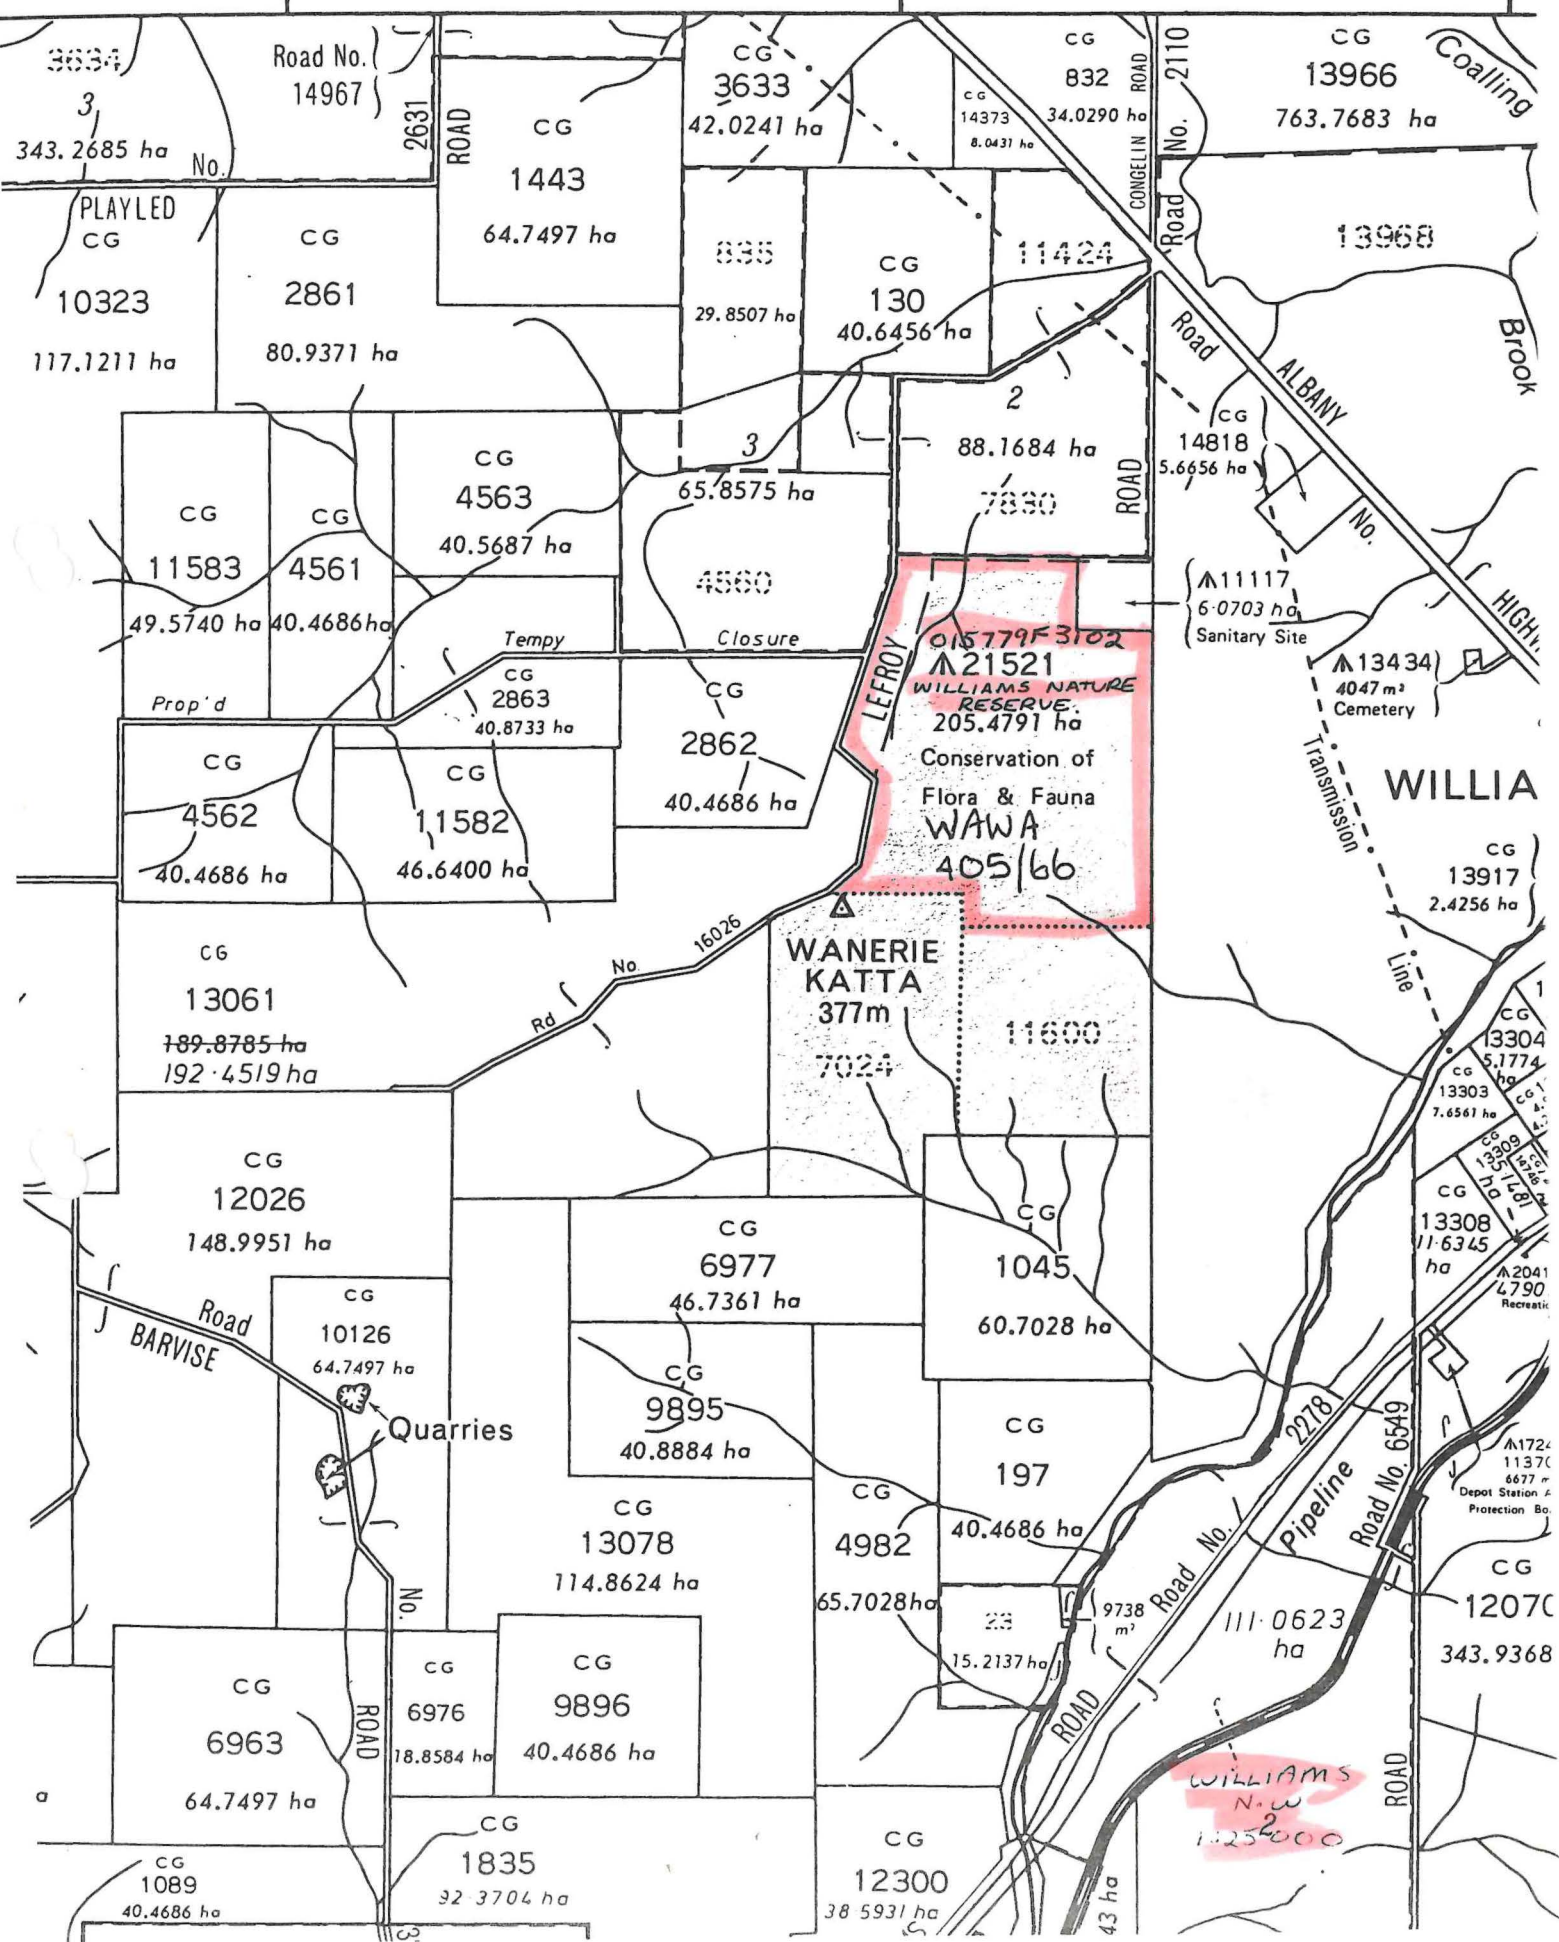 3634
3
343.2685 ha
Road No.
14967
No.
2631
ROAD
PLAYLED
CG
10323
117.1211 ha
CG
2861
80.9371 ha
CG
1443
64.7497 ha
CG
3633
42.0241 ha
CG
14373
8.0431 ha
CG
832
34.0290 ha
CONGELIN ROAD
Road No. 2110
CG
13966
763.7683 ha
Coalling
Brook
13968
835
29.8507 ha
CG
130
40.6456 ha
11424
Road
No.
ALBANY
2
88.1684 ha
7830
ROAD
CG
14818
5.6656 ha
CG
11583
49.5740 ha
CG
4561
40.4686ha
CG
4563
40.5687 ha
3
65.8575 ha
4560
Prop'd
Tempy
Closure
CG
2863
40.8733 ha
CG
2862
40.4686 ha
LEFROY
015779F3102
21521
WILLIAMS NATURE
RESERVE.
205.4791 ha
Conservation of
Flora & Fauna
WAWA
405/66
11117
6.0703 ha
Sanitary Site
13434
4047 m²
Cemetery
Transmission
Line
WILLIA
CG
13917
2.4256 ha
CG
4562
40.4686 ha
CG
11582
46.6400 ha
CG
13061
189.8785 ha
192.4519 ha
Rd
No.
16026
WANERIE
KATTA
377m
7024
11600
CG
13304
5.1774
ha
CG
13303
7.6561 ha
CG
13309
35.1481
ha
CG
13308
11.6345
ha
2041
4790
Recreatio
CG
12026
148.9951 ha
CG
6977
46.7361 ha
CG
1045
60.7028 ha
Road
BARVISE
No.
ROAD
CG
10126
64.7497 ha
Quarries
CG
9895
40.8884 ha
CG
197
40.4686 ha
CG
13078
114.8624 ha
CG
4982
65.7028ha
23
15.2137ha
9738
m²
ROAD
Road No.
2278
Pipeline
Road No. 6549
ROAD
1724
1137
6677
Depot Station
Protection Bo
CG
1207
343.9368
111.0623
ha
CG
6963
64.7497 ha
CG
6976
18.8584 ha
CG
9896
40.4686 ha
a
CG
1089
40.4686 ha
CG
1835
92.3704 ha
CG
12300
38.5931 ha
43 ha
WILLIAMS
N.W
2
1:25000